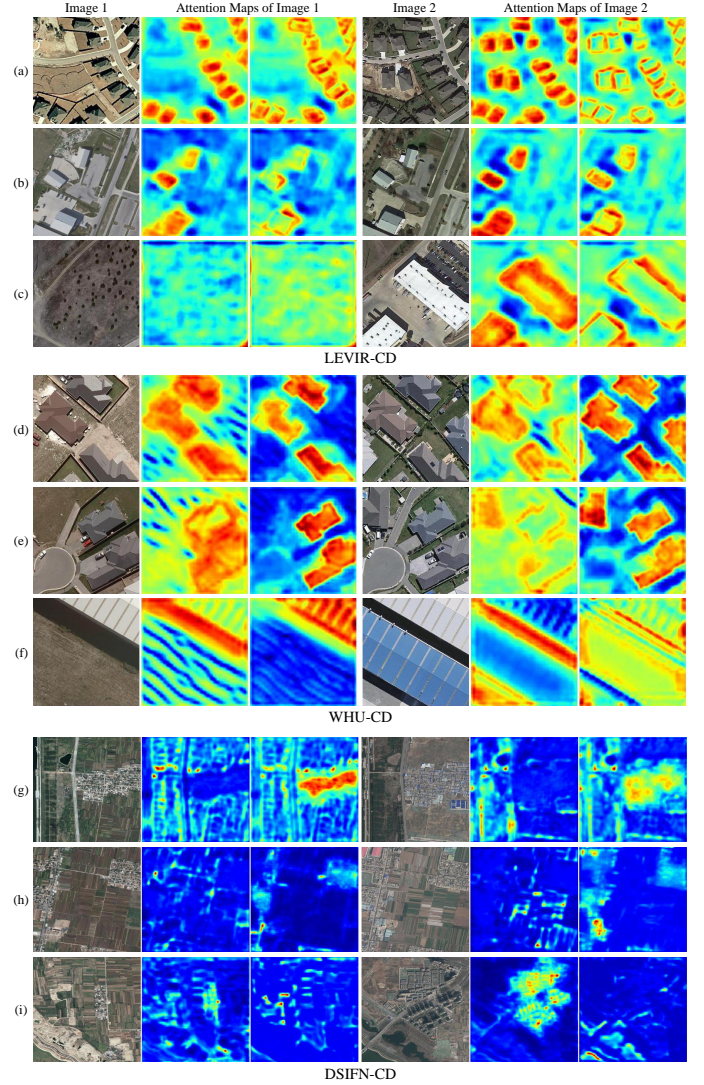 Image 1 Attention Maps of Image 1 Image 2 Attention Maps of Image 2
(a)
(b)
(c)
LEVIR-CD
(d)
(e)
(f)
WHU-CD
(g)
(h)
(i)
DSIFN-CD